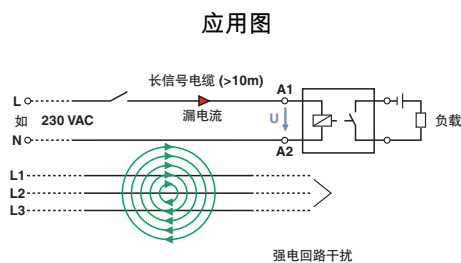 应用图
长信号电缆 (>10m)
A1
L
漏电流
如 230 VAC
U
负载
N
A2
L1
L2
L3
强电回路干扰